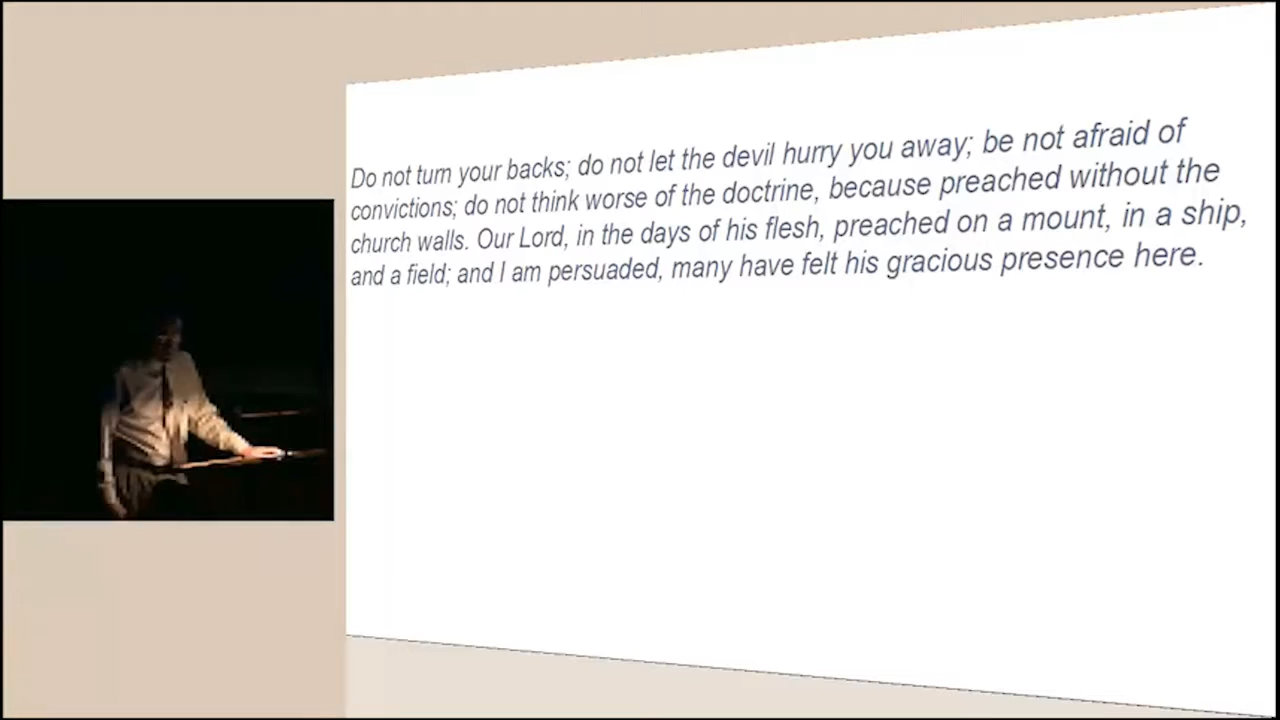 Do not turn your backs; do not let the devil hurry you away; be not afraid of
convictions; do not think worse of the doctrine, because preached without the
church walls. Our Lord, in the days of his flesh, preached on a mount, in a ship,
and a field; and I am persuaded, many have felt his gracious presence here.